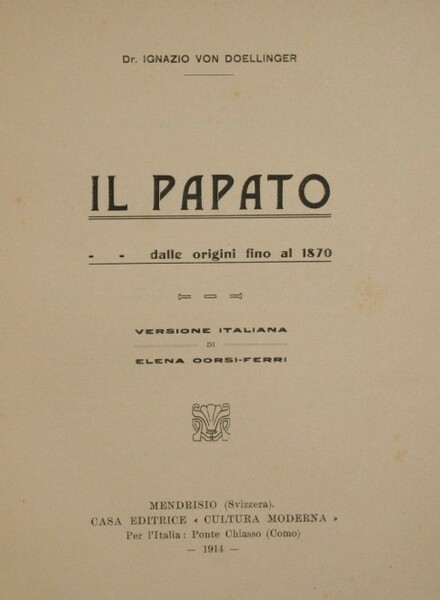 Dr. IGNAZIO VON DOELLINGER
IL PAPATO
- - dalle origini fino al 1870
VERSIONE ITALIANA
DI
ELENA CORSI-FERRI
MENDRISIO (Svizzera).
CASA EDITRICE « CULTURA MODERNA »
Per l'Italia: Ponte Chiasso (Como)
— 1914 —